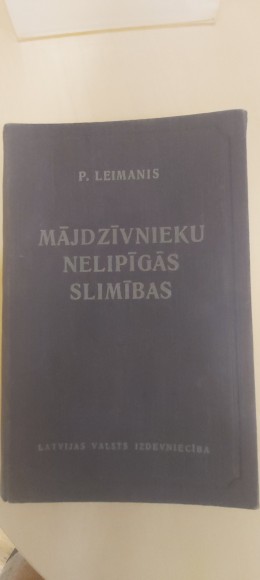 P. LEIMANIS
MĀJDZĪVNIEKU
NELIPĪGĀS
SLIMĪBAS
LATVIJAS VALSTS IZDEVNIECĪBA